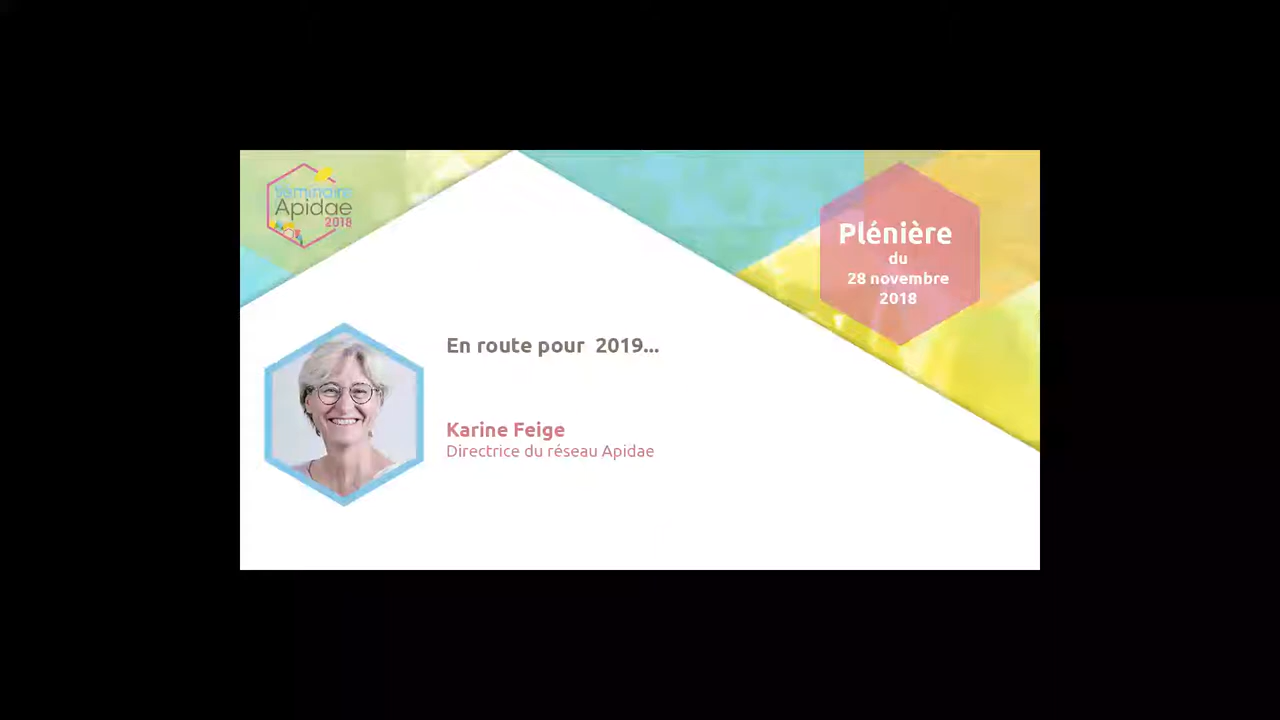 Séminaire
Apidae
2018
Plénière
du
28 novembre
2018
En route pour 2019...
Karine Feige
Directrice du réseau Apidae